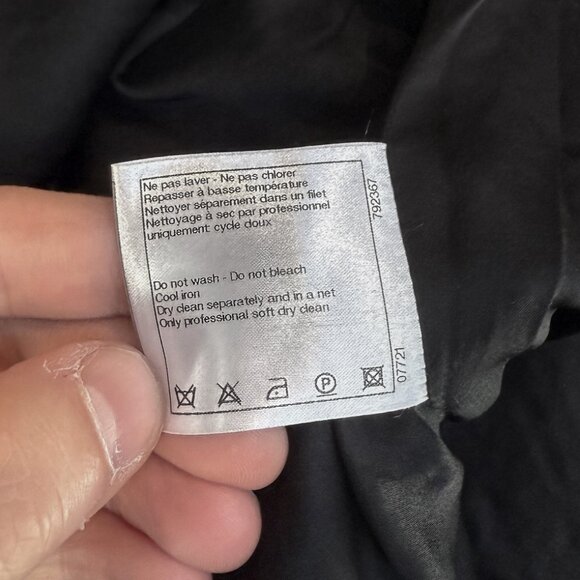 Ne pas laver - Ne pas chlorer
Repasser à basse température
Nettoyer séparement dans un filet
Nettoyage à sec par professionnel
uniquement: cycle doux
Do not wash - Do not bleach
Cool iron
Dry clean separately and in a net
Only professional soft dry clean
P
792367
07721